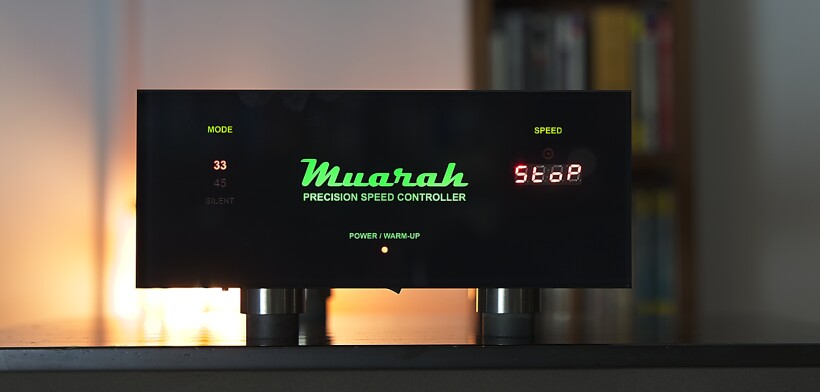 MODE
33
45
SILENT
Muarah
PRECISION SPEED CONTROLLER
POWER / WARM-UP
SPEED
StoP